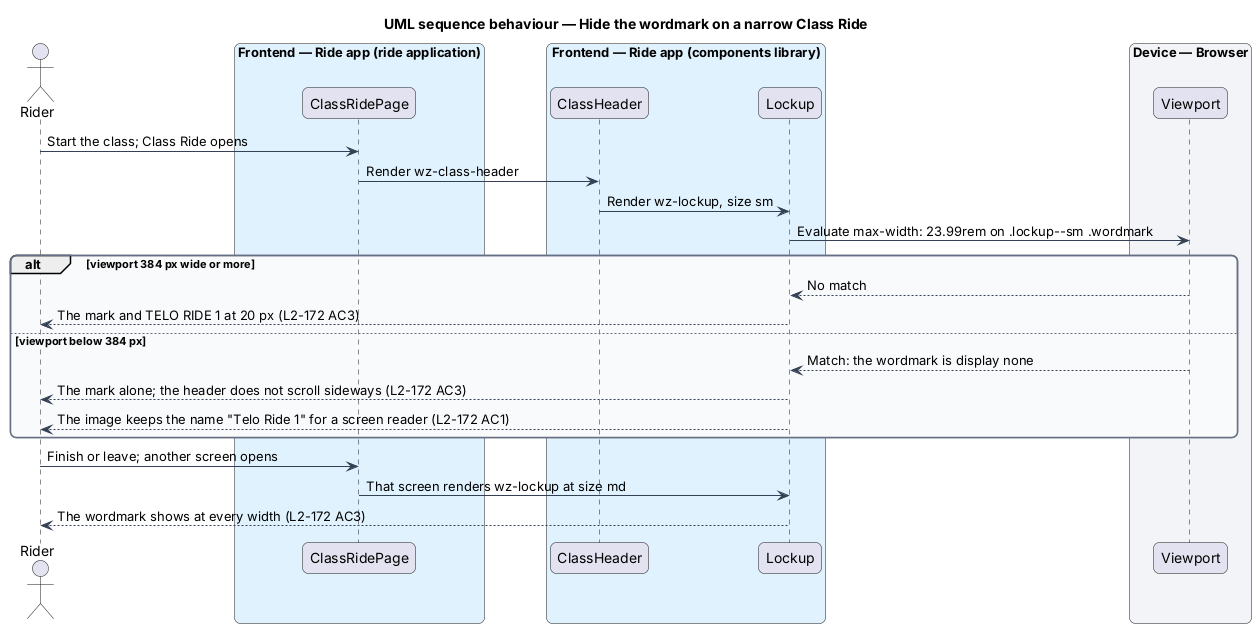 UML sequence behaviour — Hide the wordmark on a narrow Class Ride
Frontend — Ride app (ride application)
Frontend — Ride app (components library)
Device — Browser
Rider
ClassRidePage
ClassHeader
Lockup
Viewport
Start the class; Class Ride opens
Render wz-class-header
Render wz-lockup, size sm
Evaluate max-width: 23.99rem on .lockup--sm .wordmark
alt
[viewport 384 px wide or more]
No match
The mark and TELO RIDE 1 at 20 px (L2-172 AC3)
[viewport below 384 px]
Match: the wordmark is display none
The mark alone; the header does not scroll sideways (L2-172 AC3)
The image keeps the name "Telo Ride 1" for a screen reader (L2-172 AC1)
Finish or leave; another screen opens
That screen renders wz-lockup at size md
The wordmark shows at every width (L2-172 AC3)
Rider
ClassRidePage
ClassHeader
Lockup
Viewport